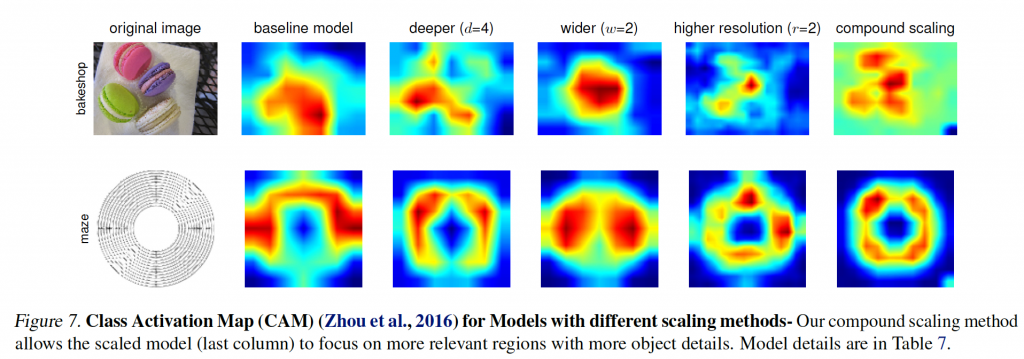 original image baseline model deeper (d=4) wider (w=2) higher resolution (r=2) compound scaling
bakeshop
maze
Figure 7. Class Activation Map (CAM) (Zhou et al., 2016) for Models with different scaling methods- Our compound scaling method
allows the scaled model (last column) to focus on more relevant regions with more object details. Model details are in Table 7.